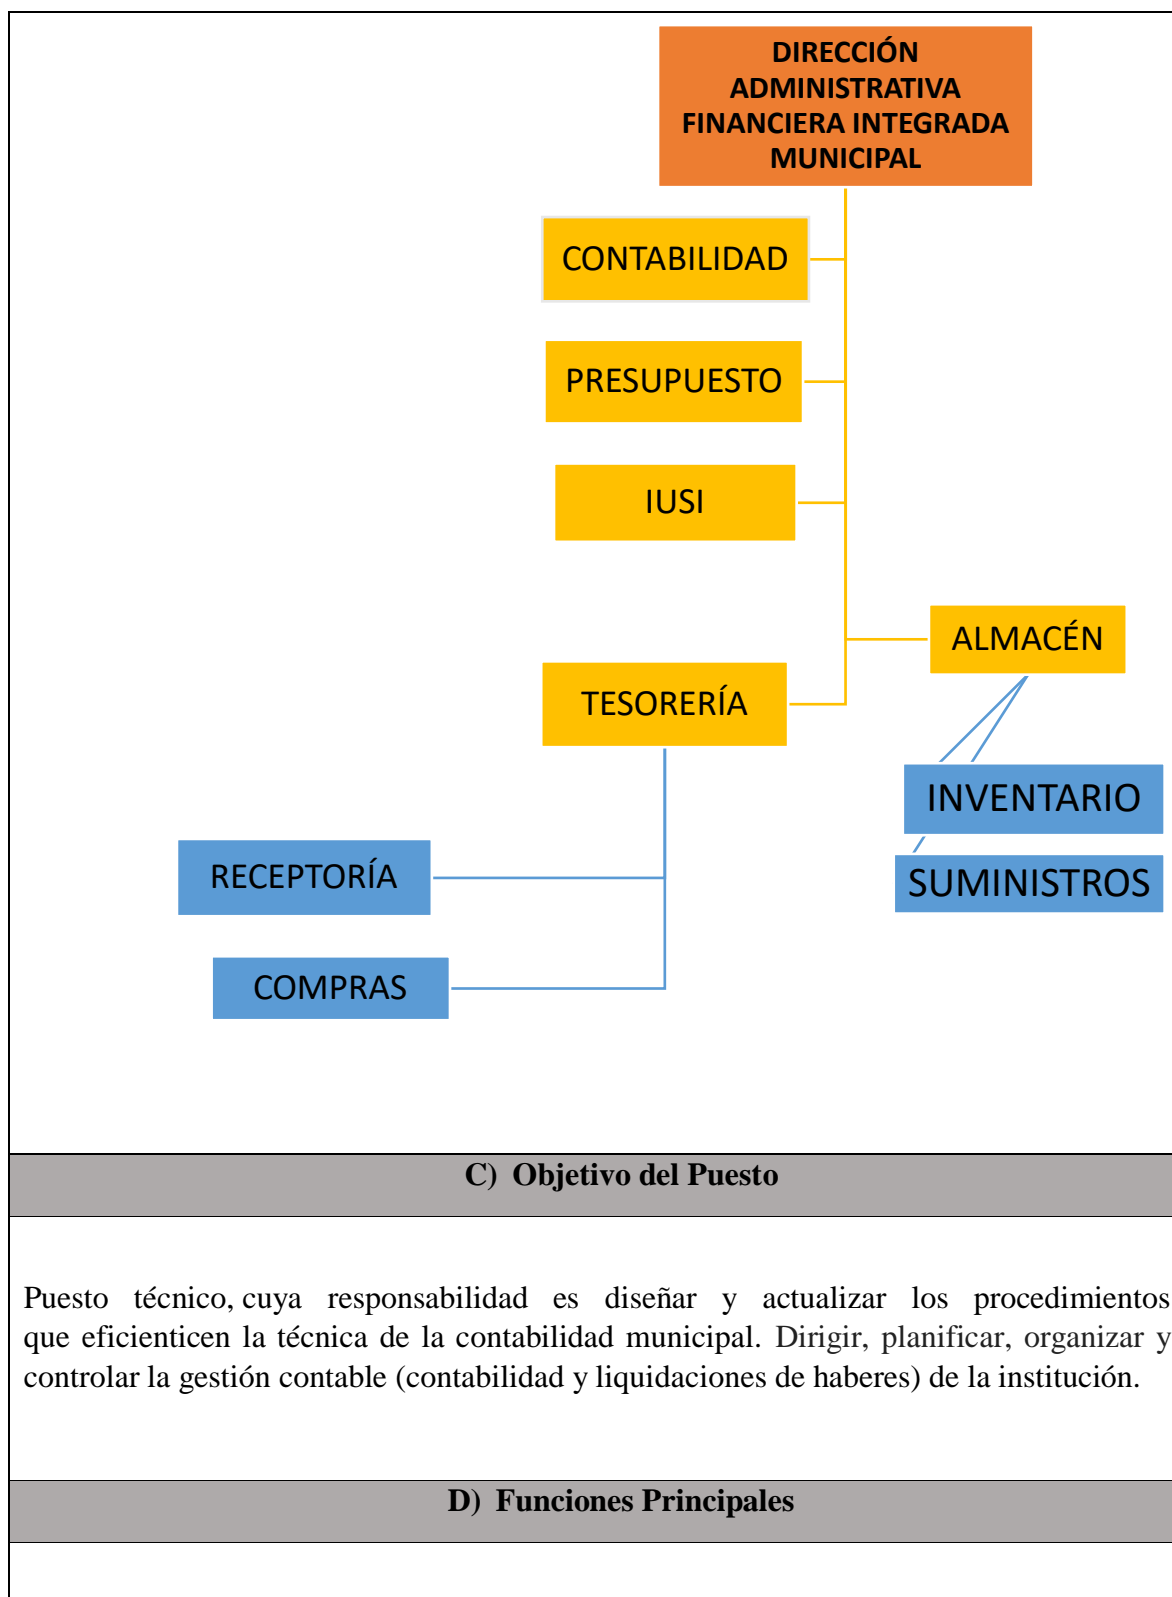 DIRECCIÓN
ADMINISTRATIVA
FINANCIERA INTEGRADA
MUNICIPAL
CONTABILIDAD
PRESUPUESTO
IUSI
ALMACÉN
TESORERÍA
INVENTARIO
RECEPTORÍA
SUMINISTROS
COMPRAS
C) Objetivo del Puesto
Puesto técnico, cuya responsabilidad es diseñar y actualizar los procedimientos
que eficienticen la técnica de la contabilidad municipal. Dirigir, planificar, organizar y
controlar la gestión contable (contabilidad y liquidaciones de haberes) de la institución.
D) Funciones Principales